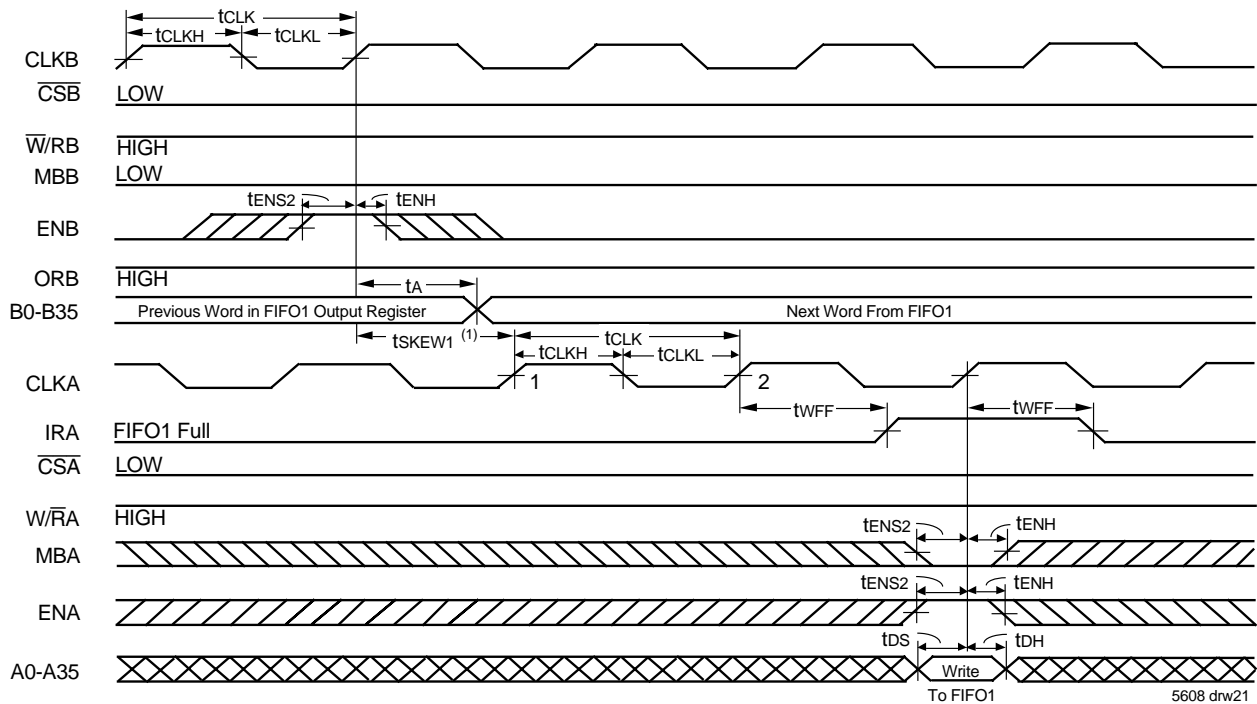 tCLK
tCLKH tCLKL
CLKB
CSB LOW
W/RB HIGH
MBB LOW
tENS2 tENH
ENB
ORB HIGH
tA
B0-B35 Previous Word in FIFO1 Output Register Next Word From FIFO1
tSKEW1 (1) tCLK
tCLKH tCLKL
CLKA 1 2
tWFF tWFF
IRA FIFO1 Full
CSA LOW
W/RA HIGH
tENS2 tENH
MBA
tENS2 tENH
ENA
tDS tDH
A0-A35 Write
To FIFO1 5608 drw21